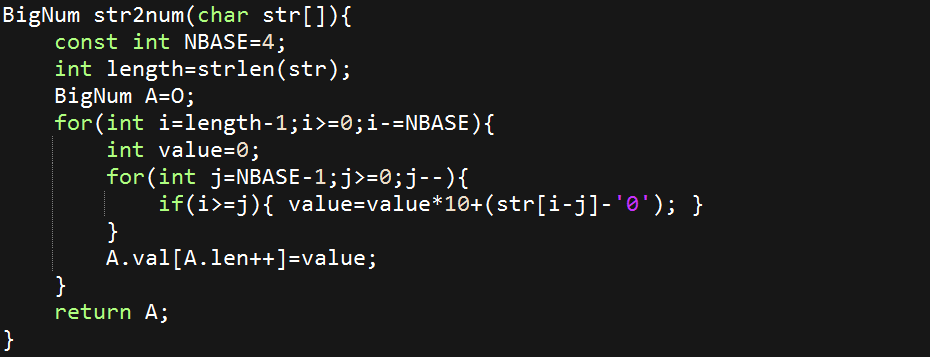 BigNum str2num(char str[]){
    const int NBASE=4;
    int length=strlen(str);
    BigNum A=O;
    for(int i=length-1;i>=0;i-=NBASE){
        int value=0;
        for(int j=NBASE-1;j>=0;j--){
            if(i>=j){ value=value*10+(str[i-j]-'0'); }
        }
        A.val[A.len++]=value;
    }
    return A;
}